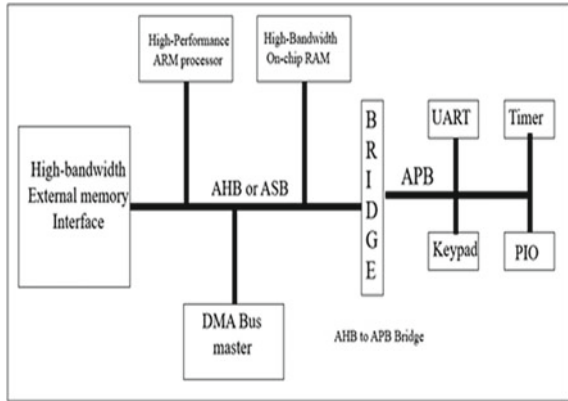 High-Performance
ARM processor
High-Bandwidth
On-chip RAM
High-bandwidth
External memory
Interface
AHB or ASB
BRIDGE
APB
UART
Timer
Keypad
PIO
DMA Bus
master
AHB to APB Bridge